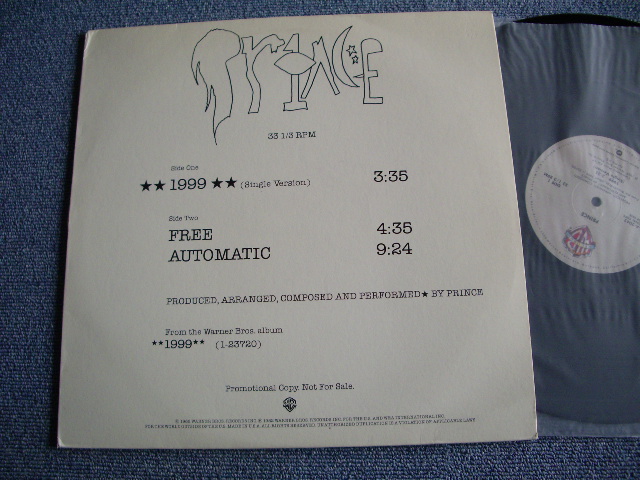 PRINCE
33 1/3 RPM
Side One
★★ 1999 ★★ (Single Version) 3:35
Side Two
FREE 4:35
AUTOMATIC 9:24
PRODUCED, ARRANGED, COMPOSED AND PERFORMED★ BY PRINCE
From the Warner Bros. album
★★1999★★ (1-23720)
Promotional Copy. Not For Sale.